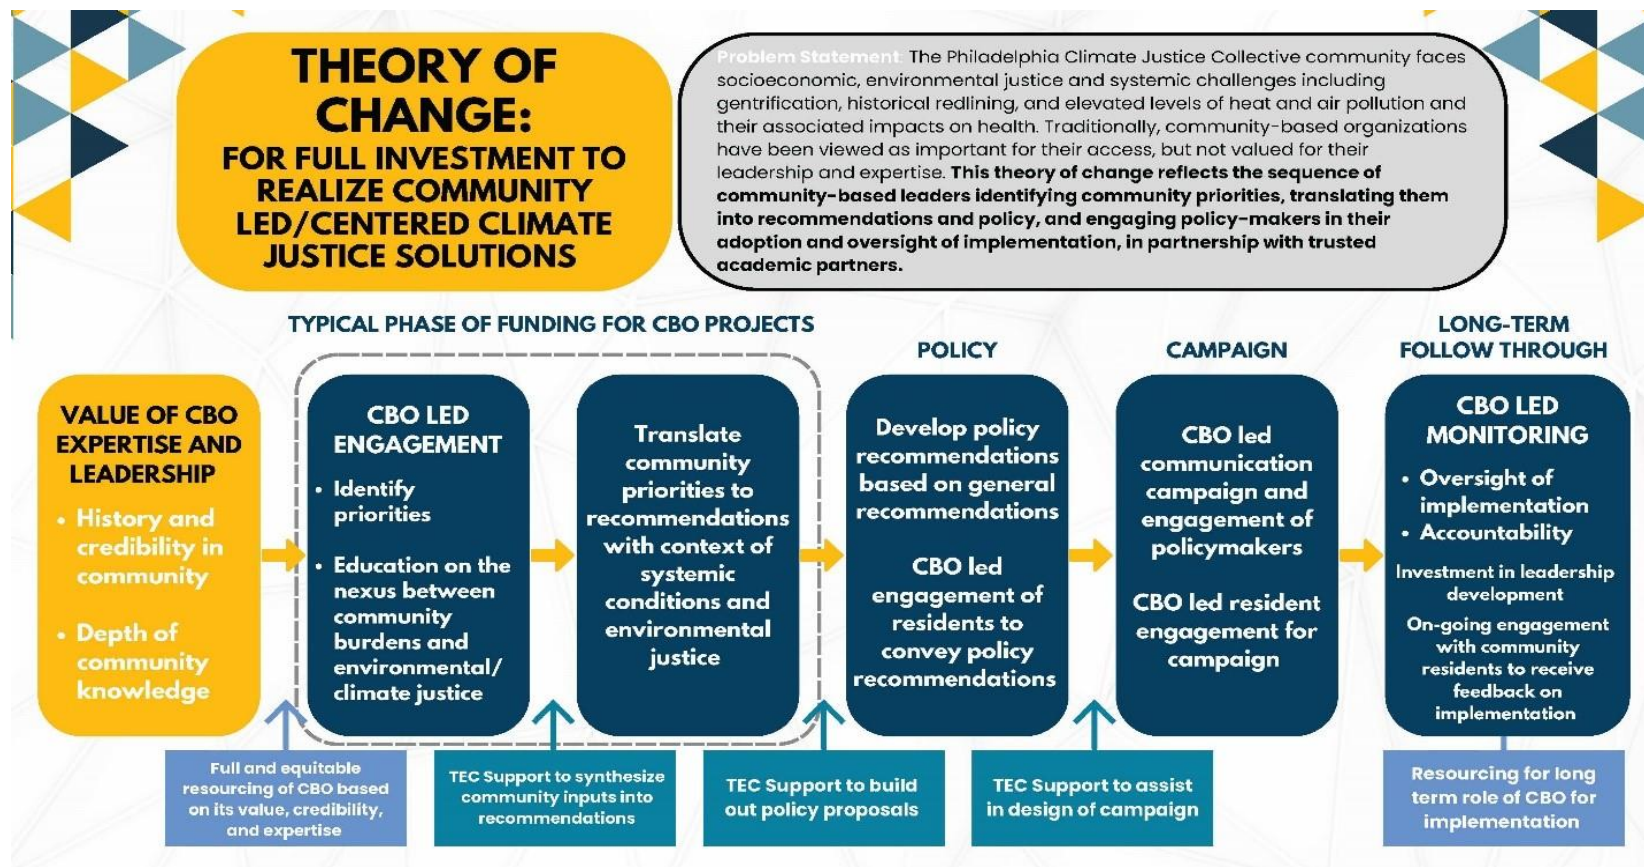 THEORY OF
CHANGE:
FOR FULL INVESTMENT TO
REALIZE COMMUNITY
LED/CENTERED CLIMATE
JUSTICE SOLUTIONS
Problem Statement: The Philadelphia Climate Justice Collective community faces
socioeconomic, environmental justice and systemic challenges including
gentrification, historical redlining, and elevated levels of heat and air pollution and
their associated impacts on health. Traditionally, community-based organizations
have been viewed as important for their access, but not valued for their
leadership and expertise. This theory of change reflects the sequence of
community-based leaders identifying community priorities, translating them
into recommendations and policy, and engaging policy-makers in their
adoption and oversight of implementation, in partnership with trusted
academic partners.
TYPICAL PHASE OF FUNDING FOR CBO PROJECTS
POLICY
CAMPAIGN
LONG-TERM
FOLLOW THROUGH
VALUE OF CBO
EXPERTISE AND
LEADERSHIP
• History and
credibility in
community
• Depth of
community
knowledge
CBO LED
ENGAGEMENT
• Identify
priorities
• Education on the
nexus between
community
burdens and
environmental/
climate justice
Translate
community
priorities to
recommendations
with context of
systemic
conditions and
environmental
justice
Develop policy
recommendations
based on general
recommendations
CBO led
engagement of
residents to
convey policy
recommendations
CBO led
communication
campaign and
engagement of
policymakers
CBO led resident
engagement for
campaign
CBO LED
MONITORING
• Oversight of
implementation
• Accountability
Investment in leadership
development
On-going engagement
with community
residents to receive
feedback on
implementation
Full and equitable
resourcing of CBO based
on its value, credibility,
and expertise
TEC Support to synthesize
community inputs into
recommendations
TEC Support to build
out policy proposals
TEC Support to assist
in design of campaign
Resourcing for long
term role of CBO for
implementation